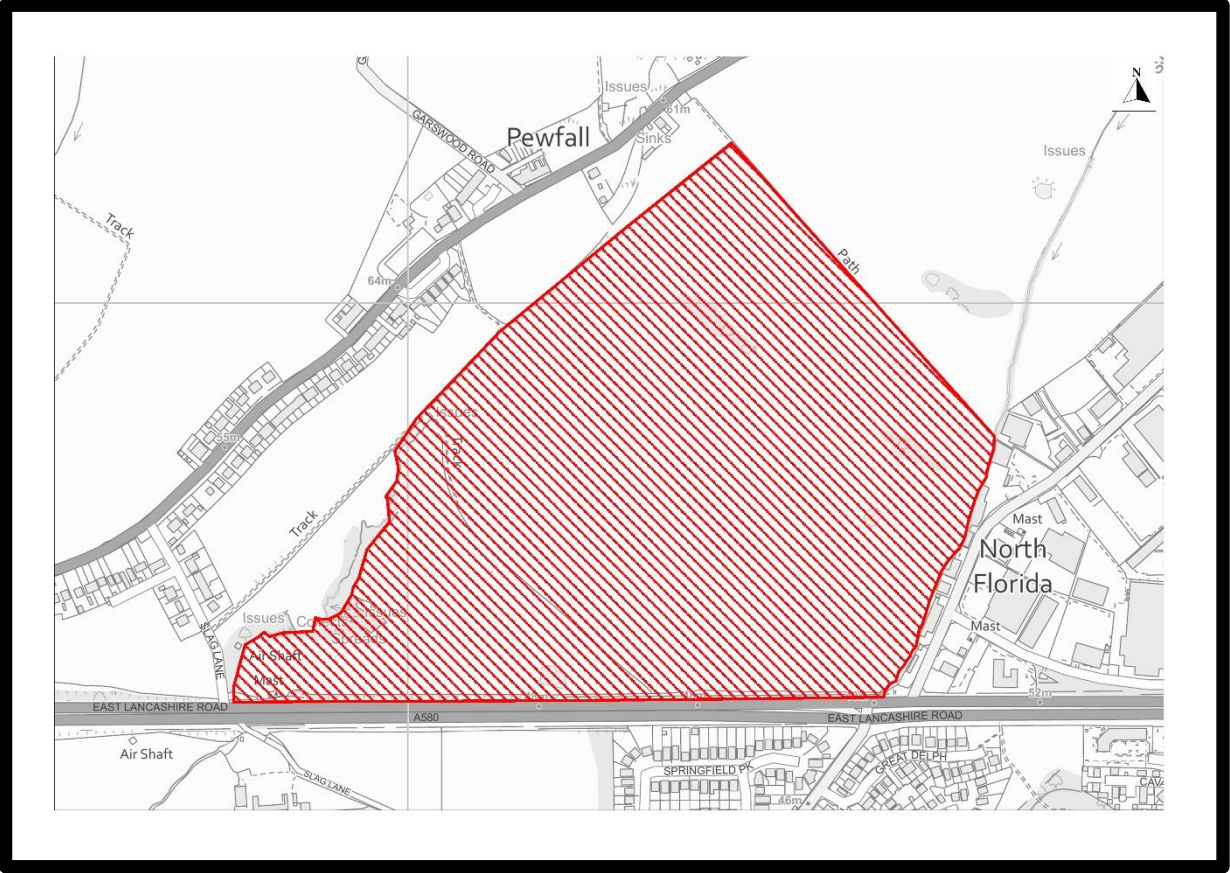 N
Issues
61m
GARSWOOD ROAD
Pewfall
Sinks
Issues
Track
Path
64m
Issues
55m
Track
Track
Mast
North
Florida
Issues
Issues
Spreads
Mast
SLAG LANE
Air Shaft
Mast
52m
EAST LANCASHIRE ROAD
A580
EAST LANCASHIRE ROAD
Air Shaft
SPRINGFIELD PK
GREAT DELPH
SLAG LANE
46m